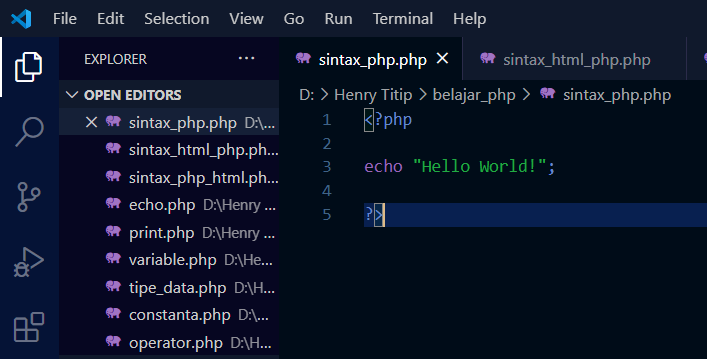 File Edit Selection View Go Run Terminal Help
EXPLORER ...
sintax_php.php sintax_html_php.php
OPEN EDITORS
D: > Henry Titip > belajar_php > sintax_php.php
sintax_php.php D:\...
sintax_html_php.ph...
sintax_php_html.ph...
echo.php D:\Henry ...
print.php D:\Henry ...
variable.php D:\He...
tipe_data.php D:\H...
constanta.php D:\...
operator.php D:\H...
1 <?php
2
3 echo "Hello World!";
4
5 ?>